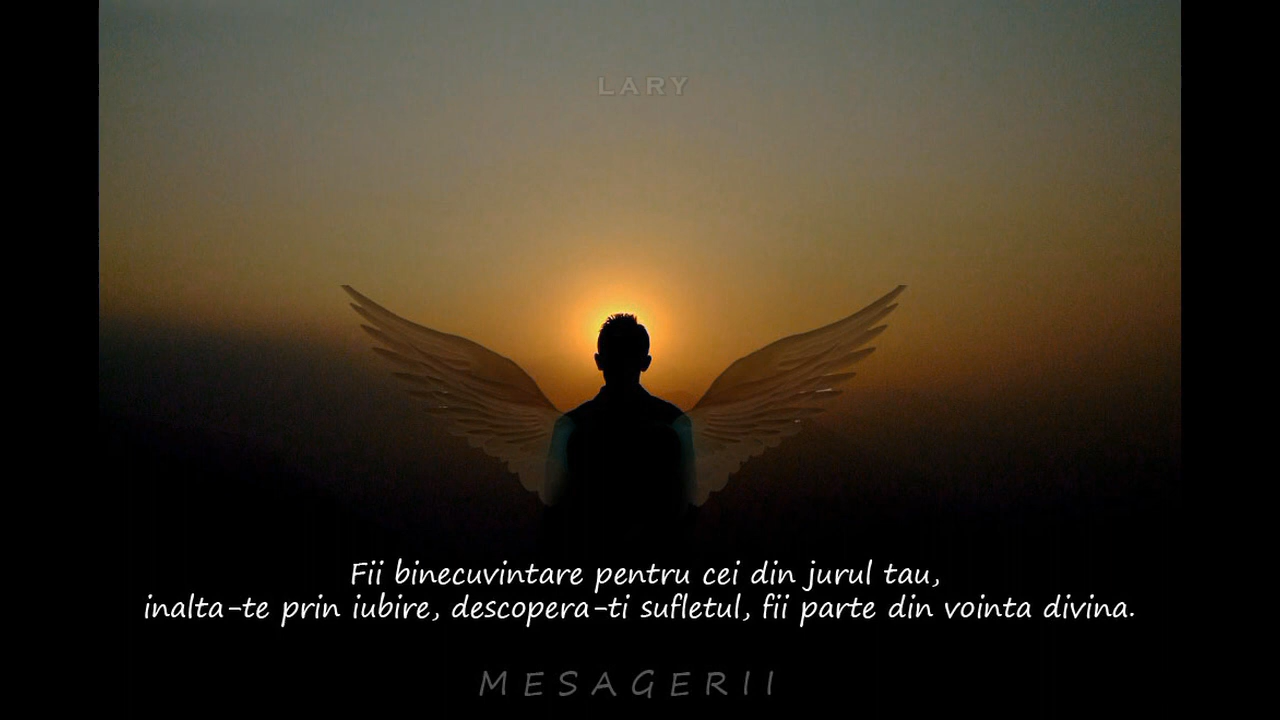 LARY
Fii binecuvintare pentru cei din jurul tau,
inalta-te prin iubire, descopera-ti sufletul, fii parte din vointa divina.
MESAGERII